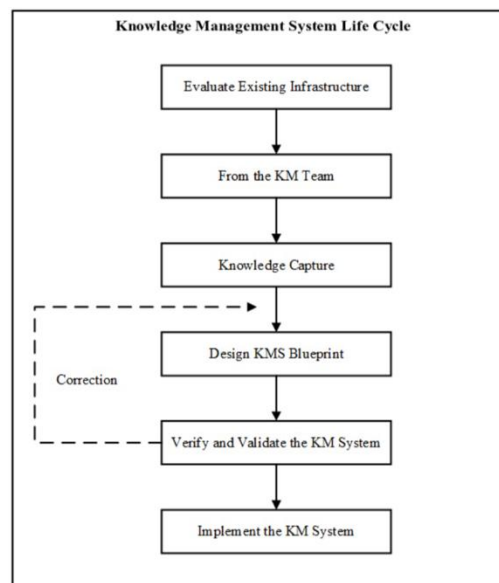 Knowledge Management System Life Cycle
Evaluate Existing Infrastructure
From the KM Team
Knowledge Capture
Design KMS Blueprint
Correction
Verify and Validate the KM System
Implement the KM System